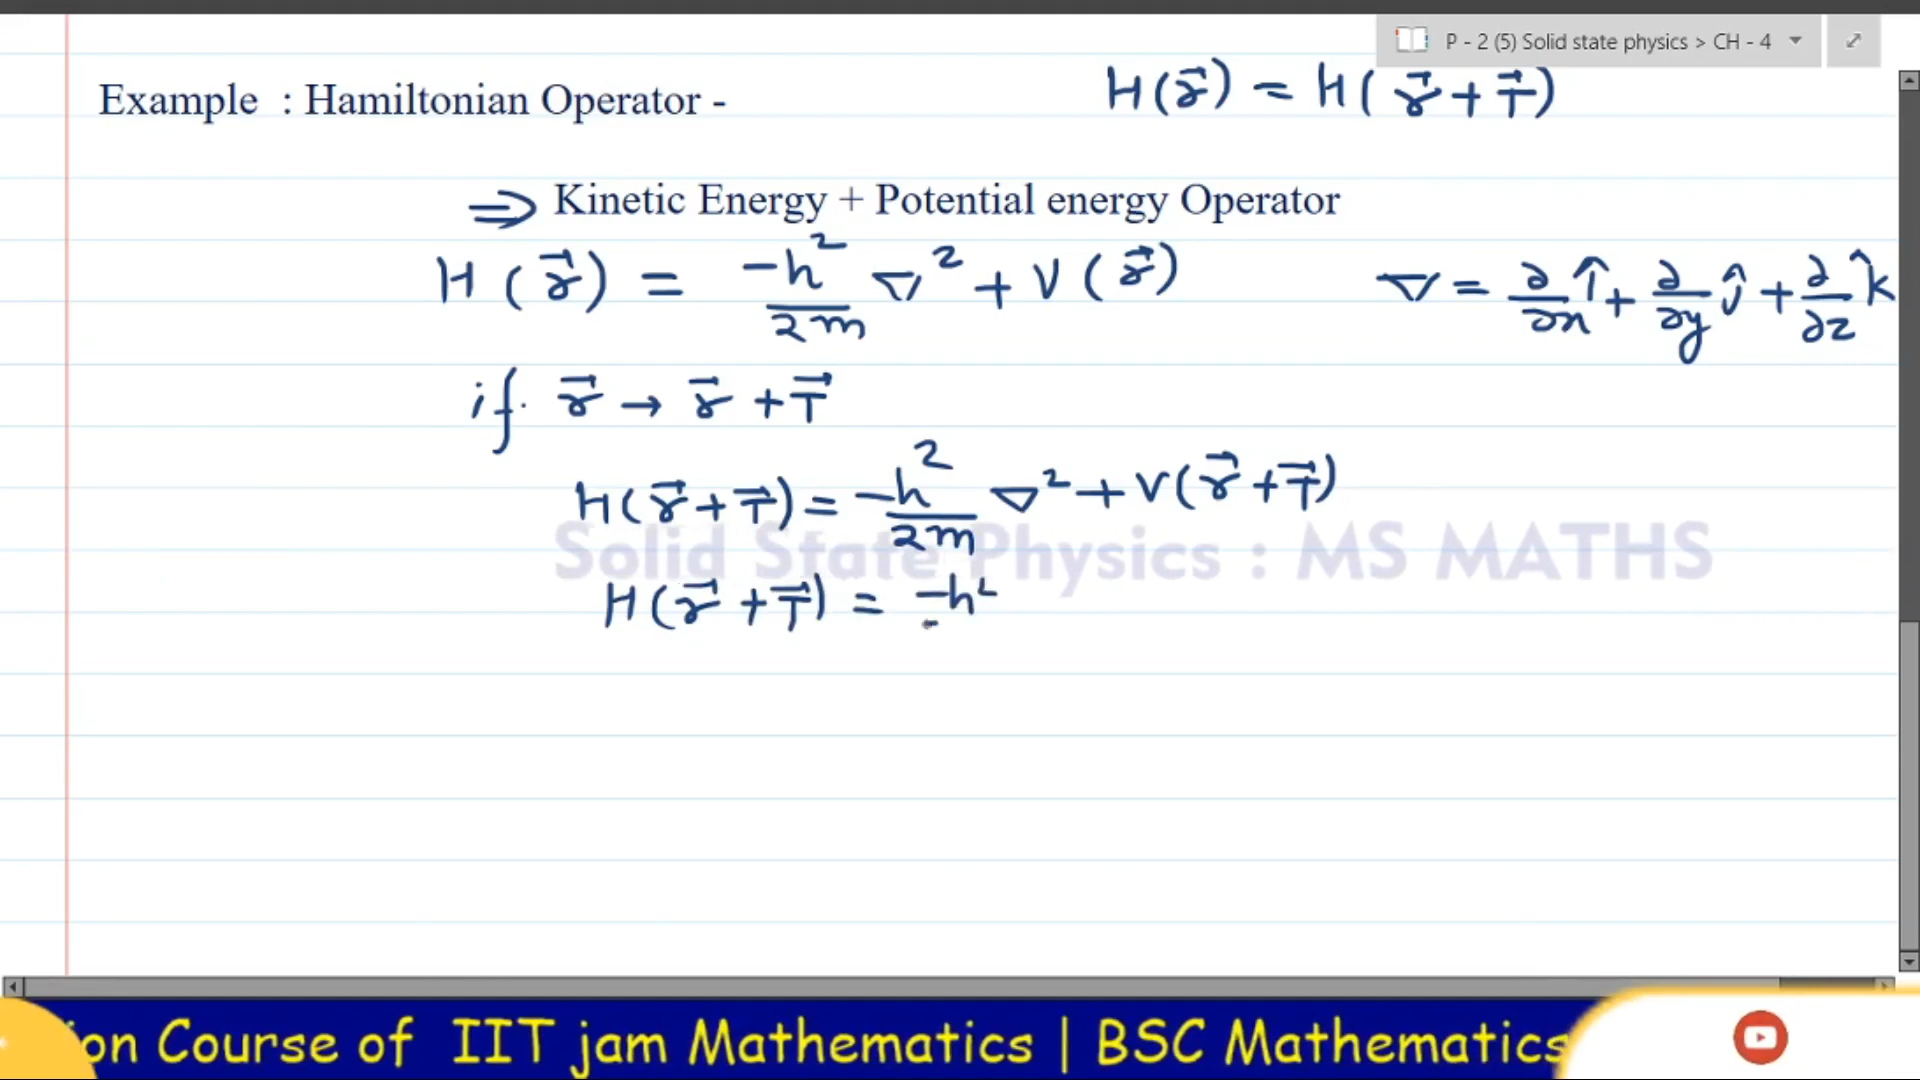 P - 2 (5) Solid state physics > CH - 4
Example : Hamiltonian Operator -
H(r⃗) = H(r⃗ + T⃗)
⇒ Kinetic Energy + Potential energy Operator
H(r⃗) = -h²/2m ∇² + V(r⃗)
∇ = ∂/∂x î + ∂/∂y ĵ + ∂/∂z k̂
if r⃗ → r⃗ + T⃗
H(r⃗ + T⃗) = -h²/2m ∇² + V(r⃗ + T⃗)
Solid State Physics : MS MATHS
H(r⃗ + T⃗) = -h²
on Course of IIT jam Mathematics | BSC Mathematics